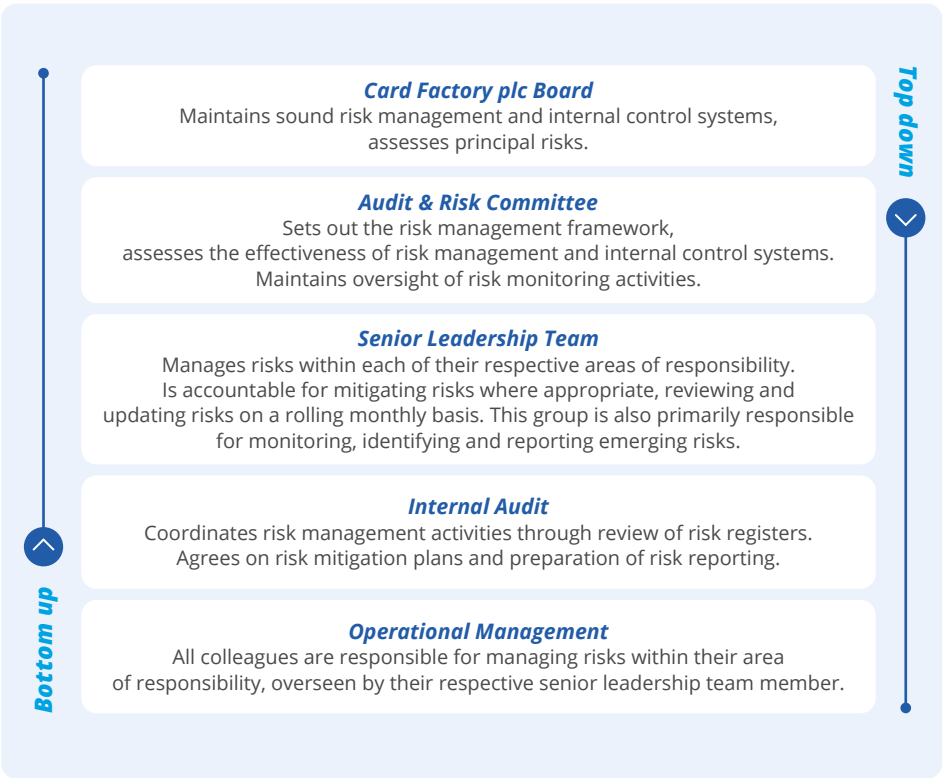 Card Factory plc Board
Maintains sound risk management and internal control systems,
assesses principal risks.
Top down
Audit & Risk Committee
Sets out the risk management framework,
assesses the effectiveness of risk management and internal control systems.
Maintains oversight of risk monitoring activities.
Senior Leadership Team
Manages risks within each of their respective areas of responsibility.
Is accountable for mitigating risks where appropriate, reviewing and
updating risks on a rolling monthly basis. This group is also primarily responsible
for monitoring, identifying and reporting emerging risks.
Internal Audit
Coordinates risk management activities through review of risk registers.
Agrees on risk mitigation plans and preparation of risk reporting.
Bottom up
Operational Management
All colleagues are responsible for managing risks within their area
of responsibility, overseen by their respective senior leadership team member.